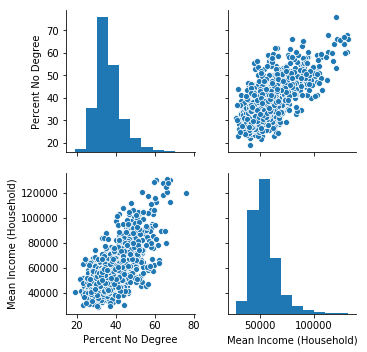 70
60
50
40
30
20
Percent No Degree
120000
100000
80000
60000
40000
Mean Income (Household)
20 40 60 80
Percent No Degree
50000 100000
Mean Income (Household)